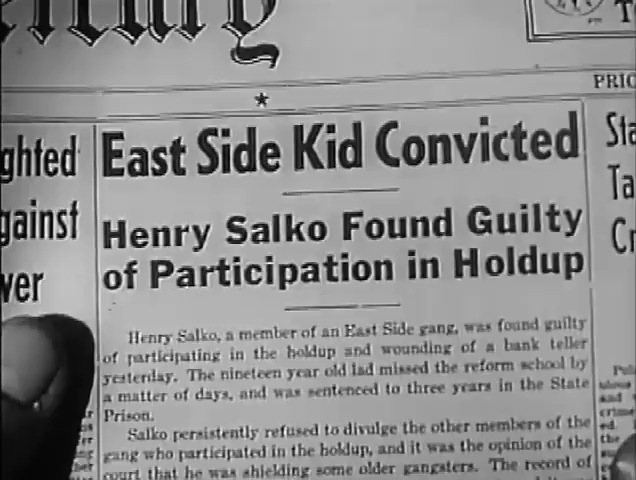 PRIC
★
ghted
gainst
ver
East Side Kid Convicted
Henry Salko Found Guilty
of Participation in Holdup
Henry Salko, a member of an East Side gang, was found guilty
of participating in the holdup and wounding of a bank teller
yesterday. The nineteen year old lad missed the reform school by
a matter of days, and was sentenced to three years in the State
Prison.
Salko persistently refused to divulge the other members of the
gang who participated in the holdup, and it was the opinion of the
court that he was shielding some older gangsters. The record of
Sta
Ta
Cr